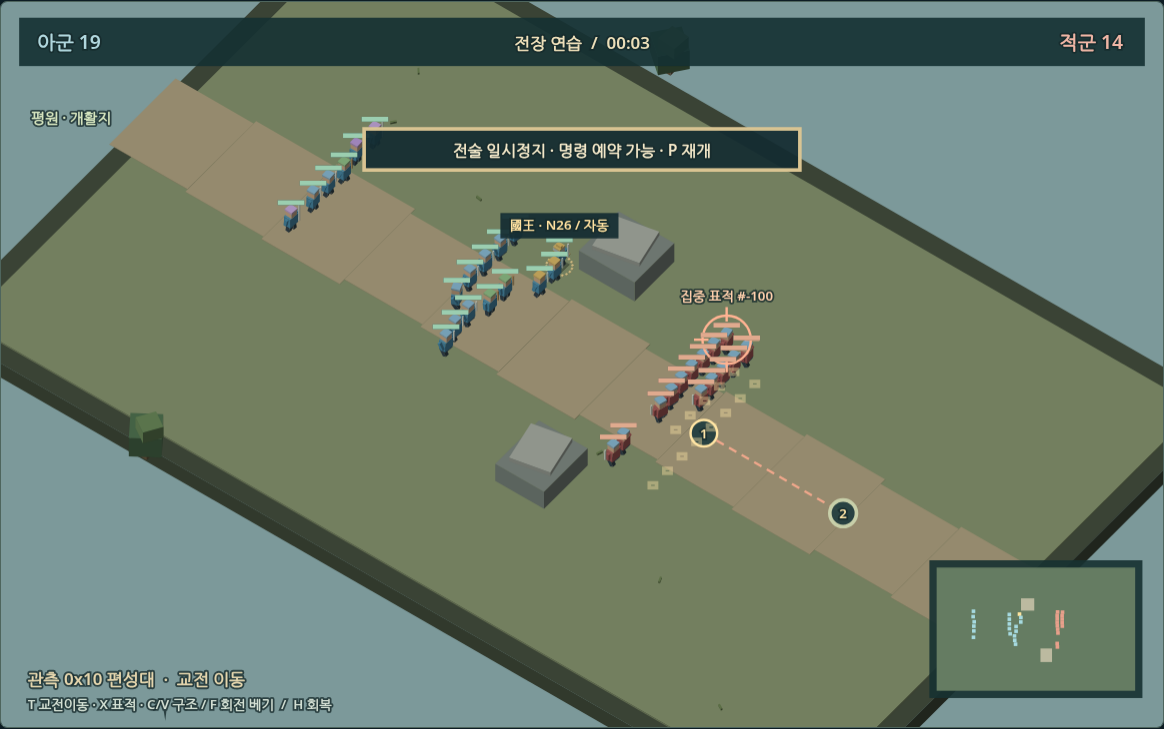 아군 19
전장 연습 / 00:03
적군 14
평원·개활지
전술 일시정지 · 명령 예약 가능 · P 재개
國王 · N26 / 자동
집중 표적 #-100
1
2
관측 0x10 편성대 · 교전 이동
T 교전이동 · X 표적 · C/V 구조 / F 회전 베기 / H 회복